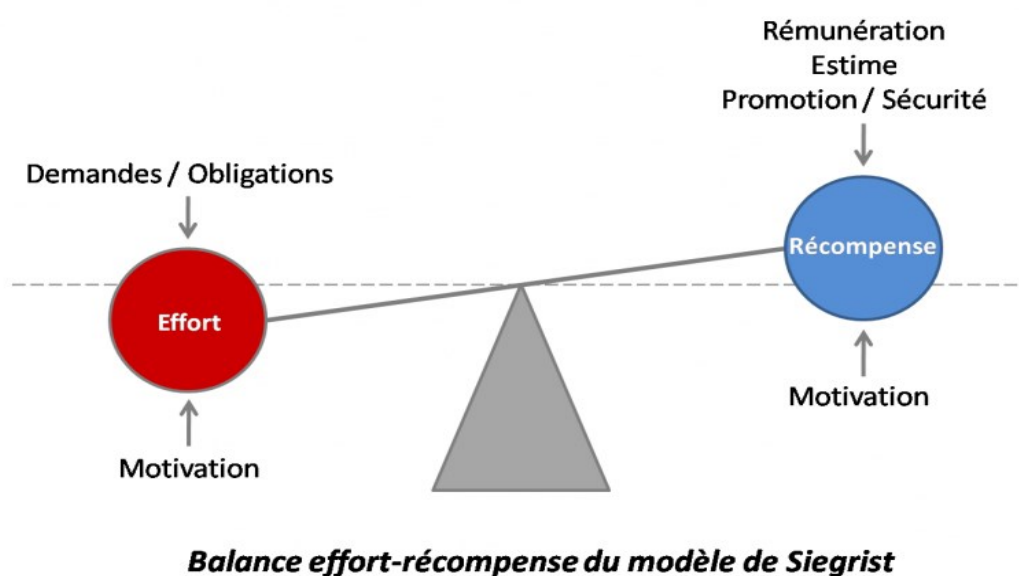 Rémunération
Estime
Promotion / Sécurité
Demandes / Obligations
Récompense
Effort
Motivation
Motivation
Balance effort-récompense du modèle de Siegrist